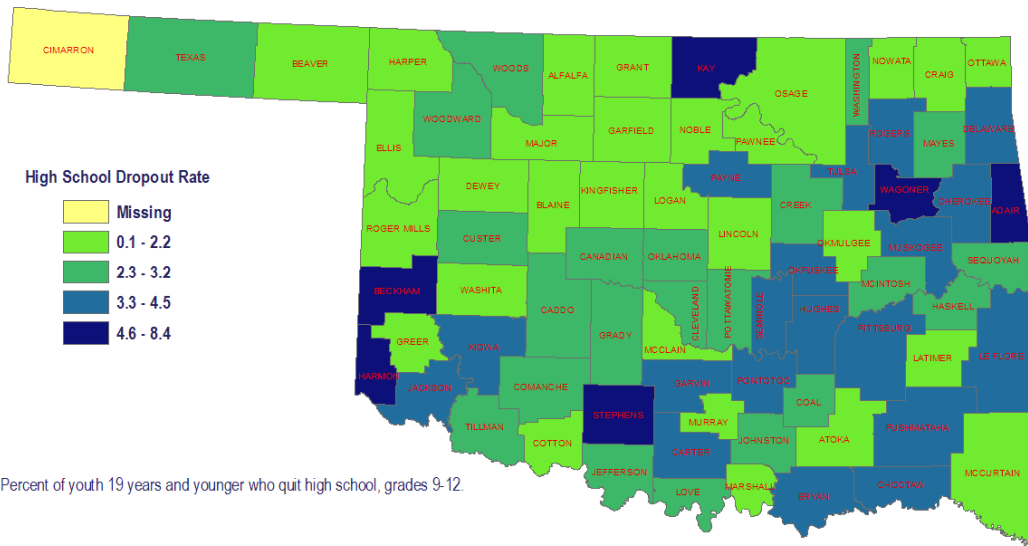 CIMARRON
TEXAS
BEAVER
HARPER
WOODS
ALFALFA
GRANT
KAY
OSAGE
WASHINGTON
NOWATA
CRAIG
OTTAWA
WOODWARD
MAJOR
GARFIELD
NOBLE
PAWNEE
ROGERS
MAYES
DELAWARE
ELLIS
High School Dropout Rate
Missing
0.1 - 2.2
2.3 - 3.2
3.3 - 4.5
4.6 - 8.4
DEWEY
BLAINE
KINGFISHER
LOGAN
PAYNE
TULSA
WAGONER
CHEROKEE
ADAIR
ROGER MILLS
CUSTER
CANADIAN
OKLAHOMA
LINCOLN
CREEK
OKMULGEE
MUSKOGEE
SEQUOYAH
BECKHAM
WASHITA
CADDO
GRADY
CLEVELAND
POTTAWATOMIE
SEMINOLE
OKFUSKEE
HUGHES
MCINTOSH
HASKELL
PITTSBURG
LATIMER
LE FLORE
HARMON
GREER
KIOWA
JACKSON
COMANCHE
MCCLAIN
GARVIN
PONTOTOC
COAL
TILLMAN
COTTON
STEPHENS
MURRAY
CARTER
JOHNSTON
ATOKA
PUSHMATAHA
MCCURTAIN
JEFFERSON
LOVE
MARSHALL
BRYAN
CHOCTAW
Percent of youth 19 years and younger who quit high school, grades 9-12.